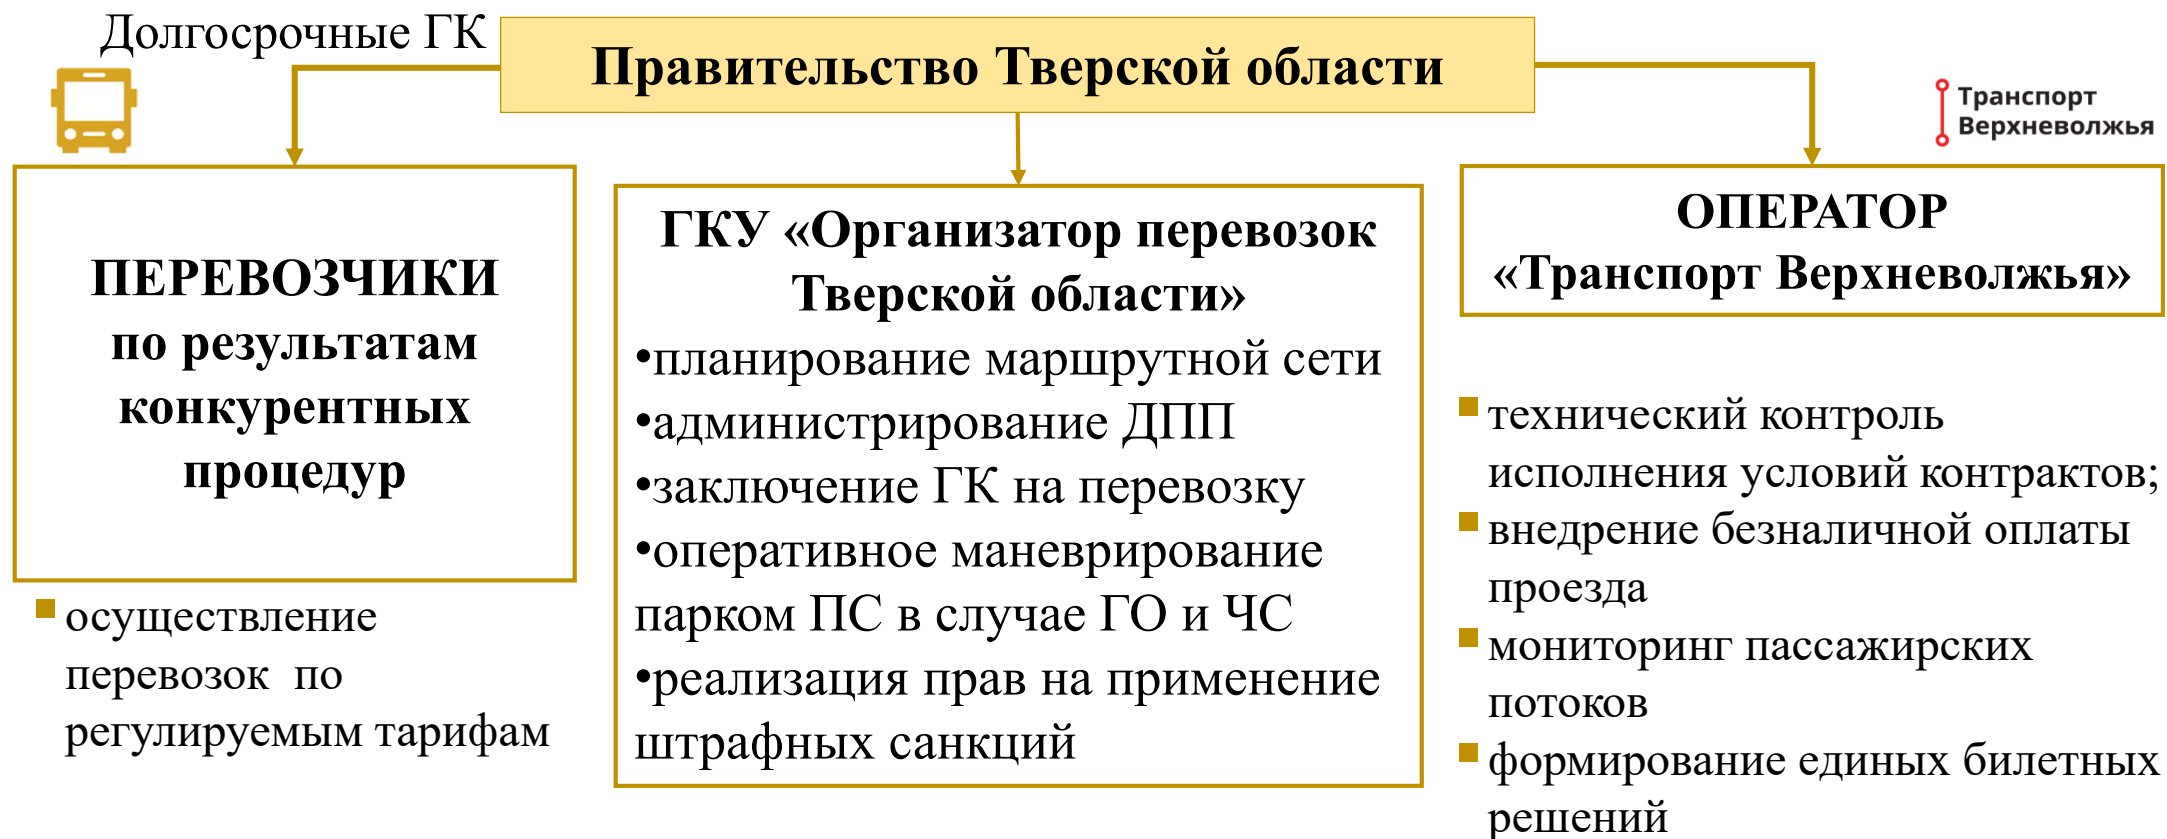 Долгосрочные ГК
Правительство Тверской области
Транспорт
Верхневолжья
ПЕРЕВОЗЧИКИ
по результатам
конкурентных
процедур
осуществление
перевозок по
регулируемым тарифам
ГКУ «Организатор перевозок
Тверской области»
•планирование маршрутной сети
•администрирование ДПП
•заключение ГК на перевозку
•оперативное маневрирование
парком ПС в случае ГО и ЧС
•реализация прав на применение
штрафных санкций
ОПЕРАТОР
«Транспорт Верхневолжья»
технический контроль
исполнения условий контрактов;
внедрение безналичной оплаты
проезда
мониторинг пассажирских
потоков
формирование единых билетных
решений